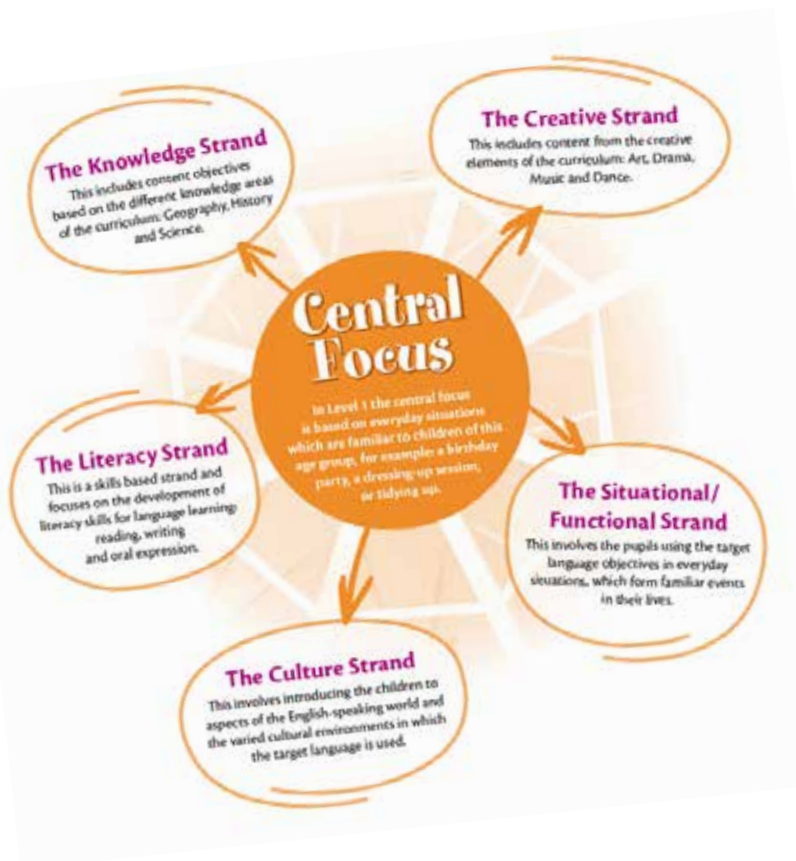 The Knowledge Strand
This includes content objectives
based on the different knowledge areas
of the curriculum: Geography, History
and Science.
The Creative Strand
This includes content from the creative
elements of the curriculum: Art, Drama,
Music and Dance.
Central
Focus
In Level 1 the central focus
is based on everyday situations
which are familiar to children of this
age group, for example: a birthday
party, a dressing-up session,
or tidying up.
The Literacy Strand
This is a skills based strand and
focuses on the development of
literacy skills for language learning:
reading, writing
and oral expression.
The Situational/
Functional Strand
This involves the pupils using the target
language objectives in everyday
situations, which form familiar events
in their lives.
The Culture Strand
This involves introducing the children to
aspects of the English-speaking world and
the varied cultural environments in which
the target language is used.